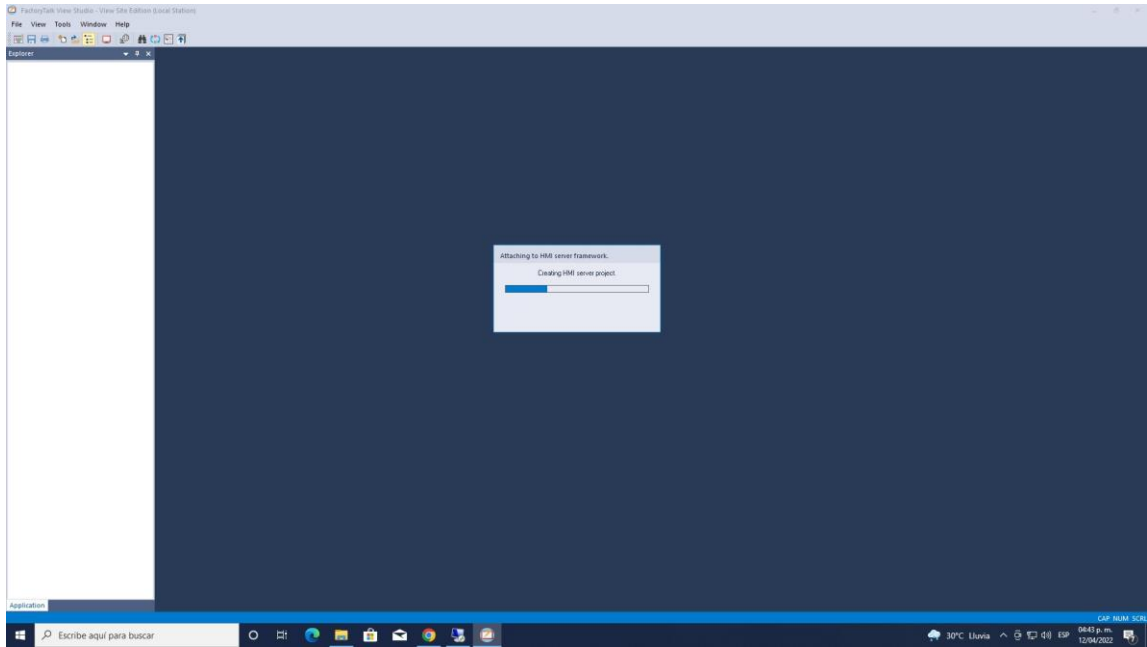 FactoryTalk View Studio - View Site Edition (Local Station)
File View Tools Window Help
Explorer
Attaching to HMI server framework.
Creating HMI server project.
Application
CAP NUM SCRL
Escribe aquí para buscar
30°C Lluvia
ESP
04:43 p. m.
12/04/2022